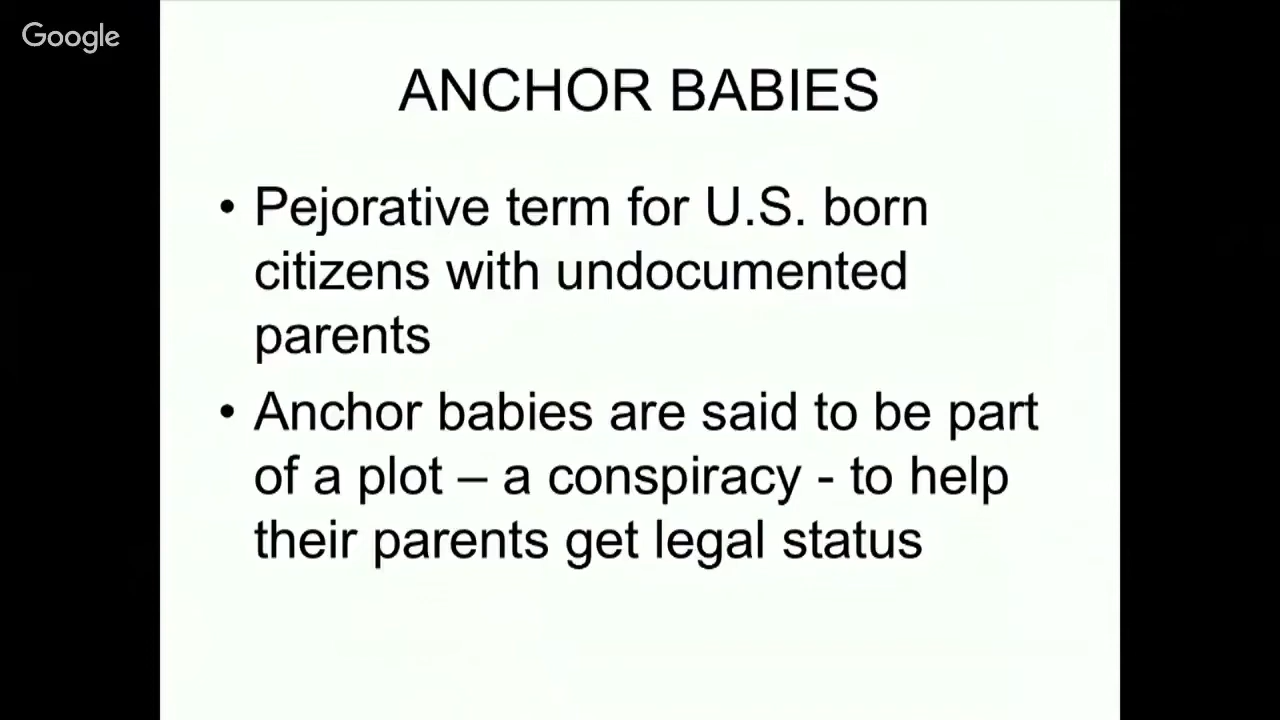 Google
ANCHOR BABIES
• Pejorative term for U.S. born
citizens with undocumented
parents
• Anchor babies are said to be part
of a plot – a conspiracy - to help
their parents get legal status